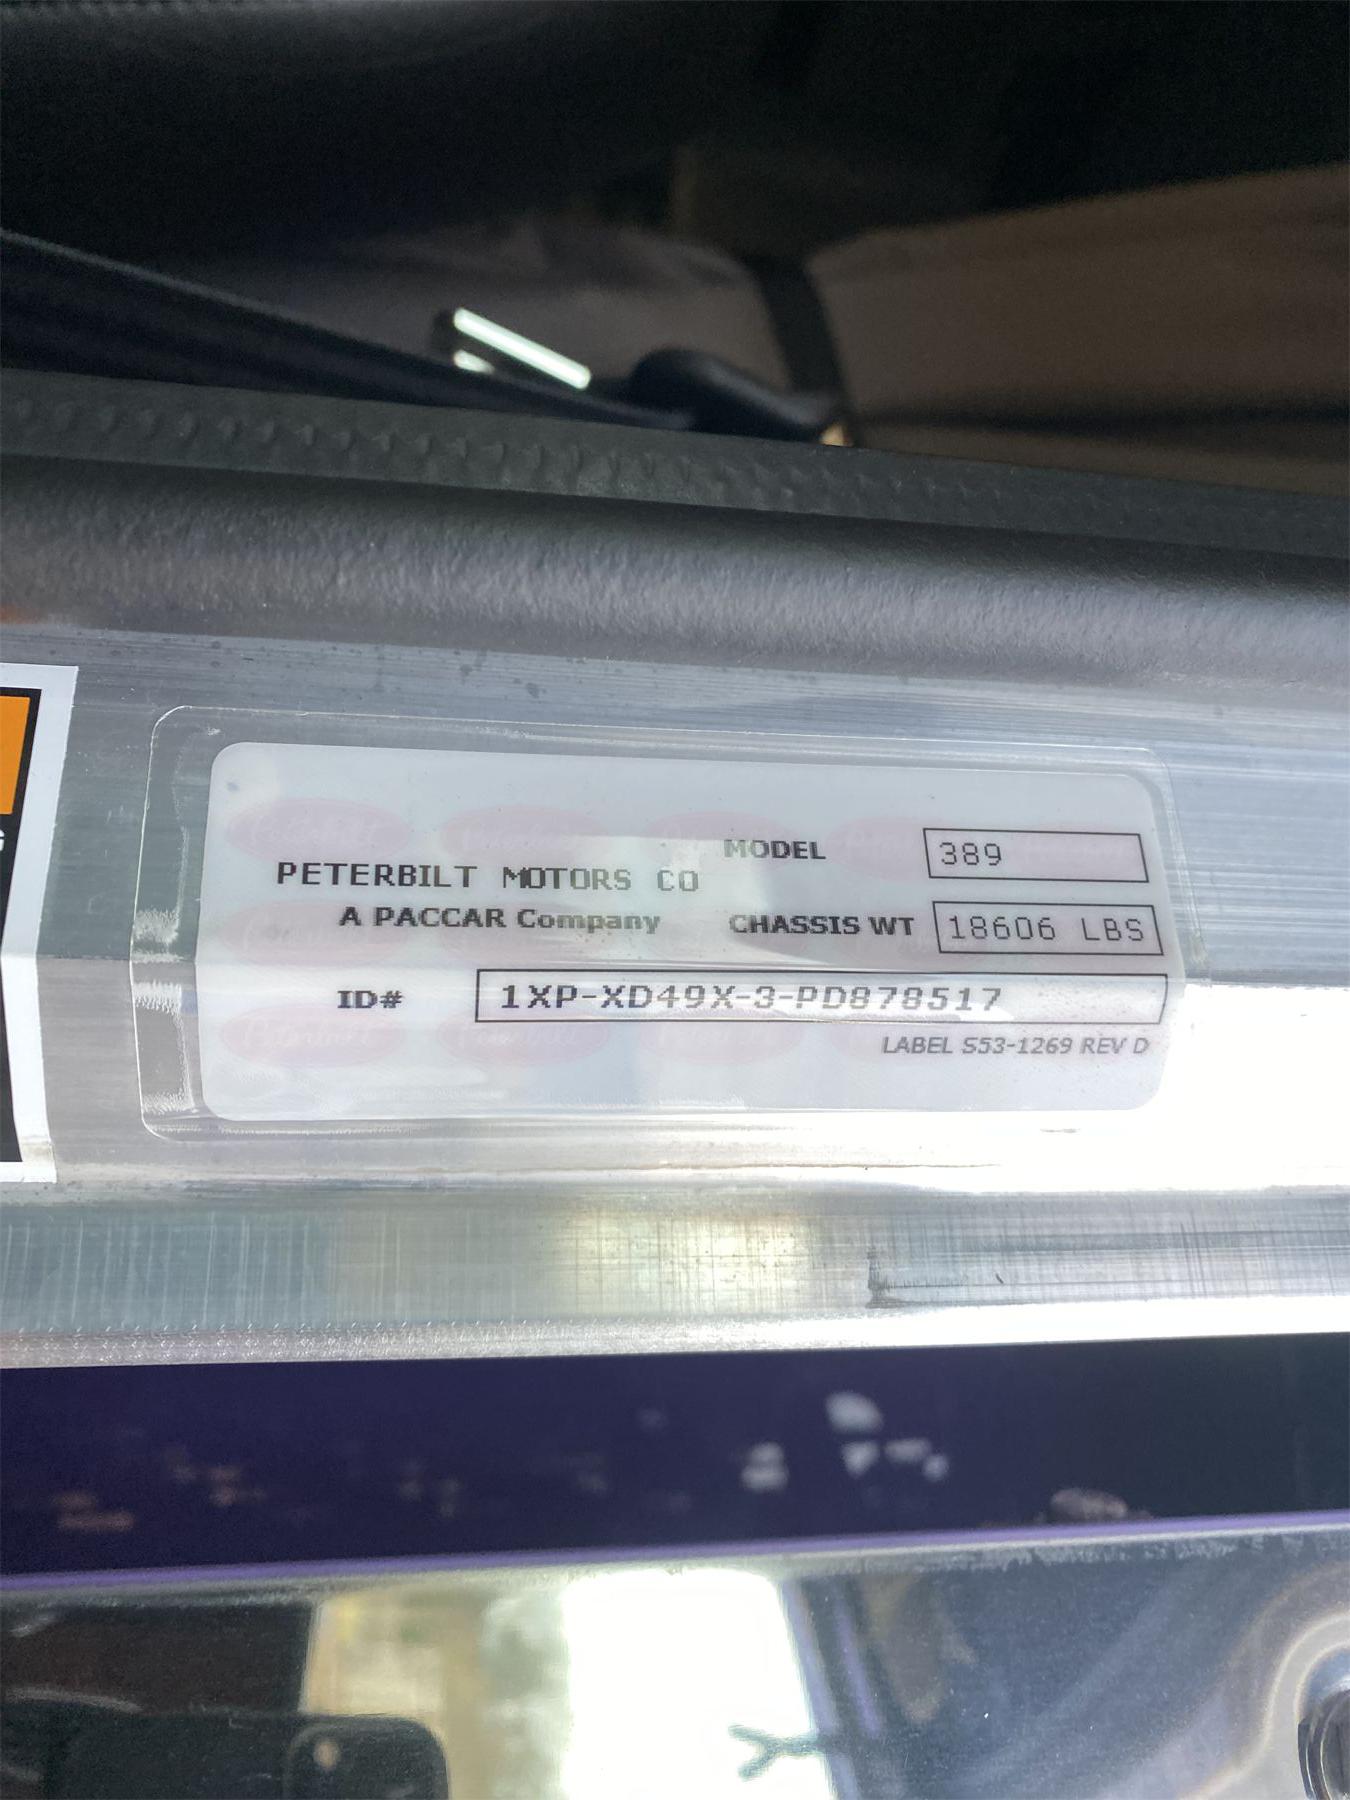 MODEL 389
PETERBILT MOTORS CO
A PACCAR Company CHASSIS WT 18606 LBS
ID# 1XP-XD49X-3-PD878517
LABEL S53-1269 REV D